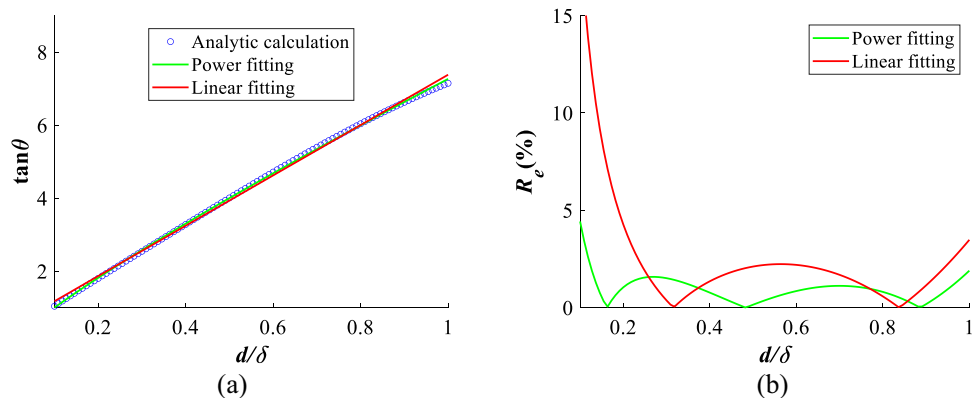 8
6
4
2
tanθ
0.2 0.4 0.6 0.8 1
d/δ
Analytic calculation
Power fitting
Linear fitting
(a)
15
10
5
0
R_e(%)
0.2 0.4 0.6 0.8 1
d/δ
Power fitting
Linear fitting
(b)